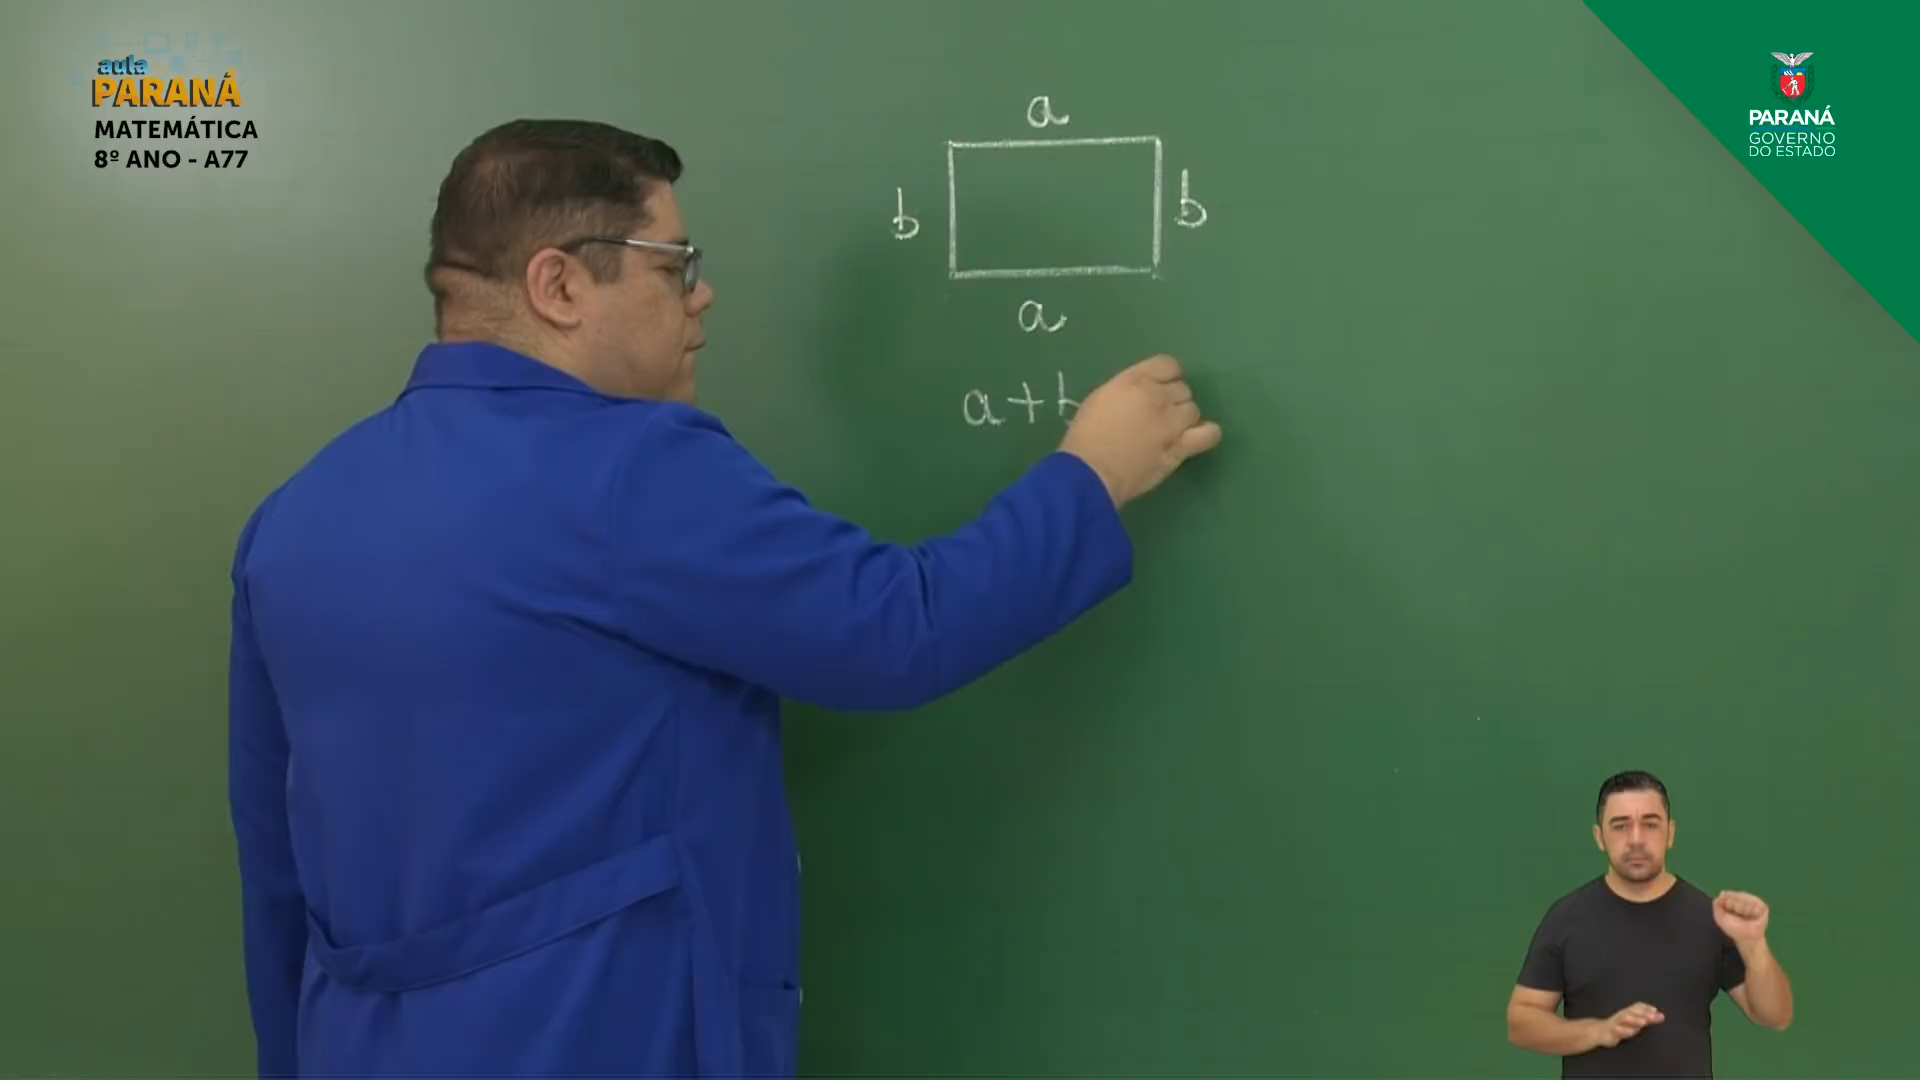 aula
PARANÁ
MATEMÁTICA
8º ANO - A77
PARANÁ
GOVERNO
DO ESTADO
a
b
b
a
a+b